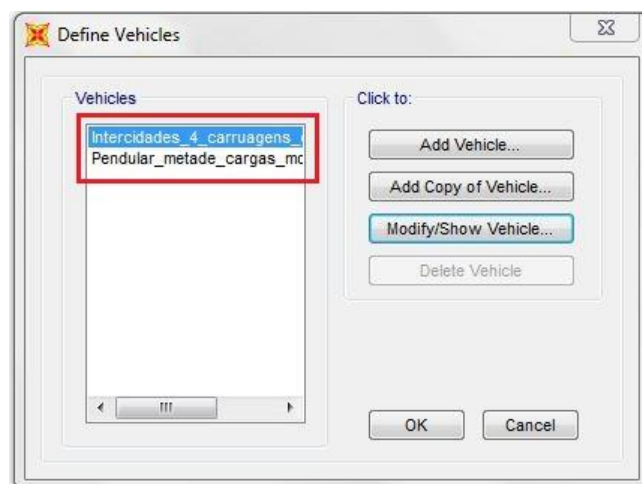 Define Vehicles
Vehicles
Intercidades_4_carruagens_
Pendular_metade_cargas_mc
Click to:
Add Vehicle...
Add Copy of Vehicle...
Modify/Show Vehicle...
Delete Vehicle
OK
Cancel